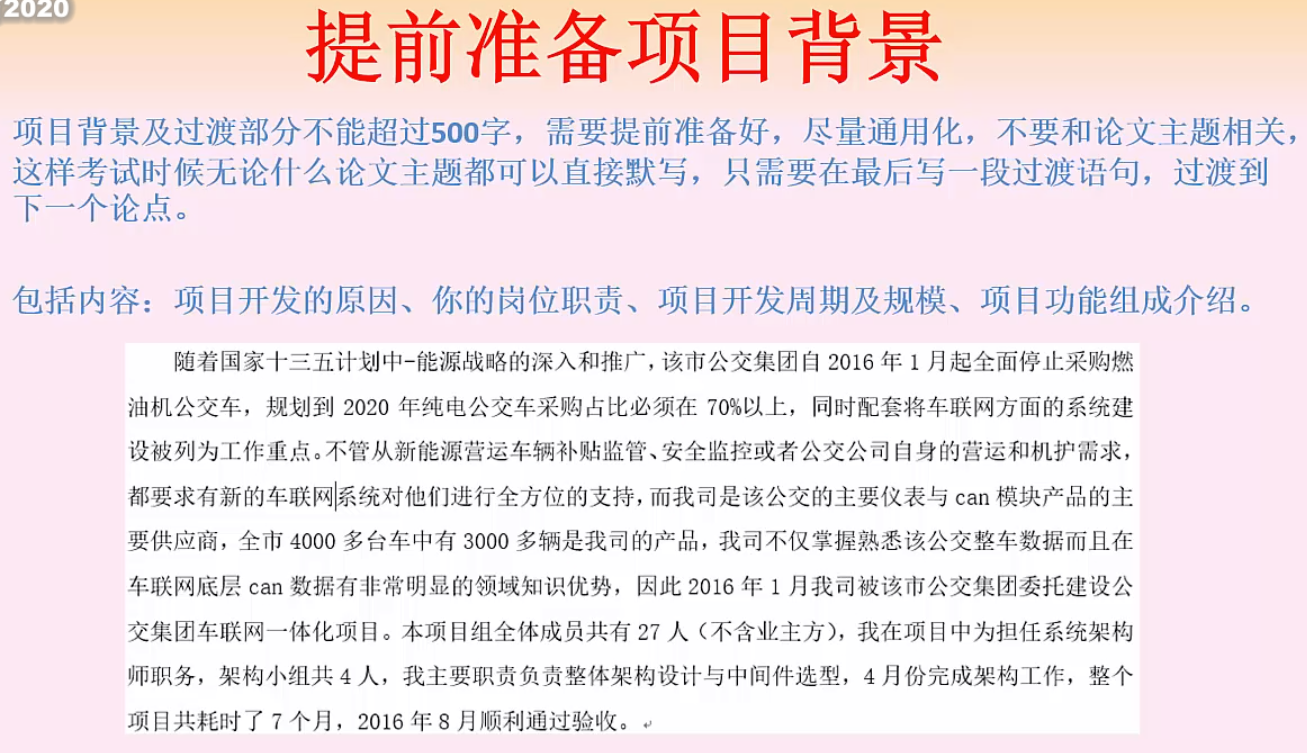 2020
提前准备项目背景
项目背景及过渡部分不能超过500字，需要提前准备好，尽量通用化，不要和论文主题相关，
这样考试时候无论什么论文主题都可以直接默写，只需要在最后写一段过渡语句，过渡到
下一个论点。
包括内容：项目开发的原因、你的岗位职责、项目开发周期及规模、项目功能组成介绍。
随着国家十三五计划中-能源战略的深入和推广，该市公交集团自 2016 年 1 月起全面停止采购燃
油机公交车，规划到 2020 年纯电公交车采购占比必须在 70%以上，同时配套将车联网方面的系统建
设被列为工作重点。不管从新能源营运车辆补贴监管、安全监控或者公交公司自身的营运和机护需求，
都要求有新的车联网系统对他们进行全方位的支持，而我司是该公交的主要仪表与 can 模块产品的主
要供应商，全市 4000 多台车中有 3000 多辆是我司的产品，我司不仅掌握熟悉该公交整车数据而且在
车联网底层 can 数据有非常明显的领域知识优势，因此 2016 年 1 月我司被该市公交集团委托建设公
交集团车联网一体化项目。本项目组全体成员共有 27 人（不含业主方），我在项目中为担任系统架构
师职务，架构小组共 4 人，我主要职责负责整体架构设计与中间件选型，4 月份完成架构工作，整个
项目共耗时了 7 个月，2016 年 8 月顺利通过验收。